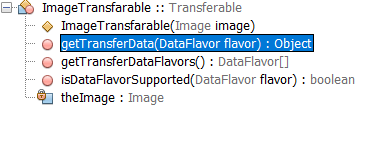 ImageTransfarable :: Transferable
ImageTransfarable(Image image)
getTransferData(DataFlavor flavor) : Object
getTransferDataFlavors() : DataFlavor[]
isDataFlavorSupported(DataFlavor flavor) : boolean
theImage : Image